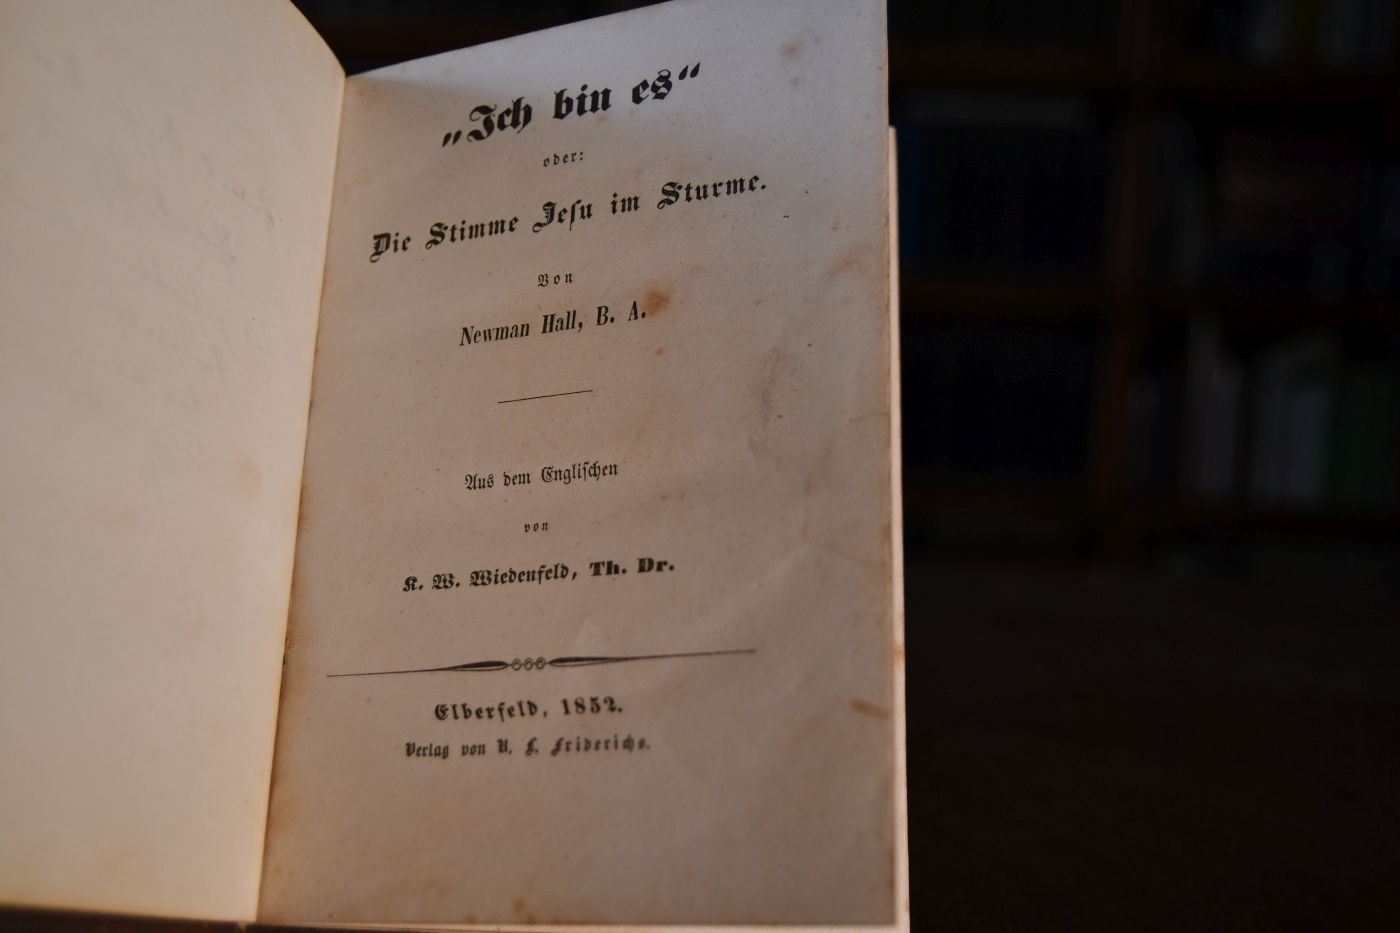 „Ich bin es“
oder:
Die Stimme Jeſu im Sturme.
Von
Newman Hall, B. A.
Aus dem Engliſchen
von
K. W. Wiedenfeld, Th. Dr.
Elberfeld, 1852.
Verlag von R. L. Friderichs.